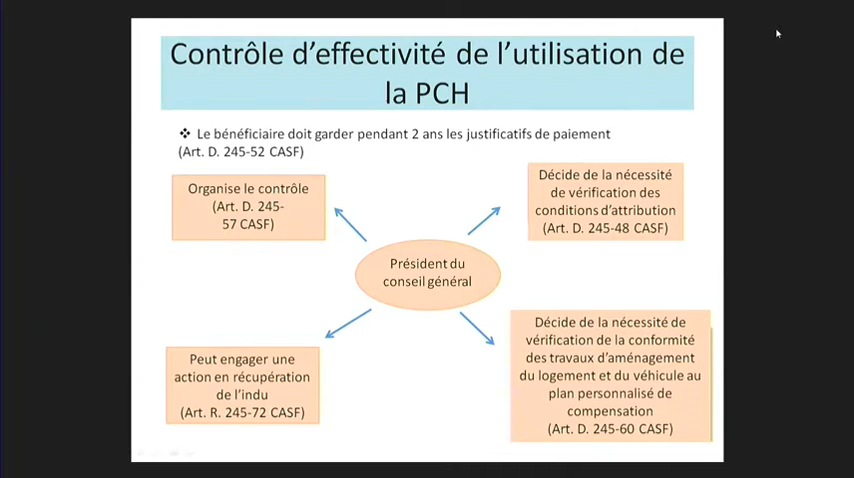 Contrôle d’effectivité de l’utilisation de
la PCH
❖ Le bénéficiaire doit garder pendant 2 ans les justificatifs de paiement
(Art. D. 245-52 CASF)
Organise le contrôle
(Art. D. 245-
57 CASF)
Décide de la nécessité
de vérification des
conditions d’attribution
(Art. D. 245-48 CASF)
Président du
conseil général
Peut engager une
action en récupération
de l’indu
(Art. R. 245-72 CASF)
Décide de la nécessité de
vérification de la conformité
des travaux d’aménagement
du logement et du véhicule au
plan personnalisé de
compensation
(Art. D. 245-60 CASF)